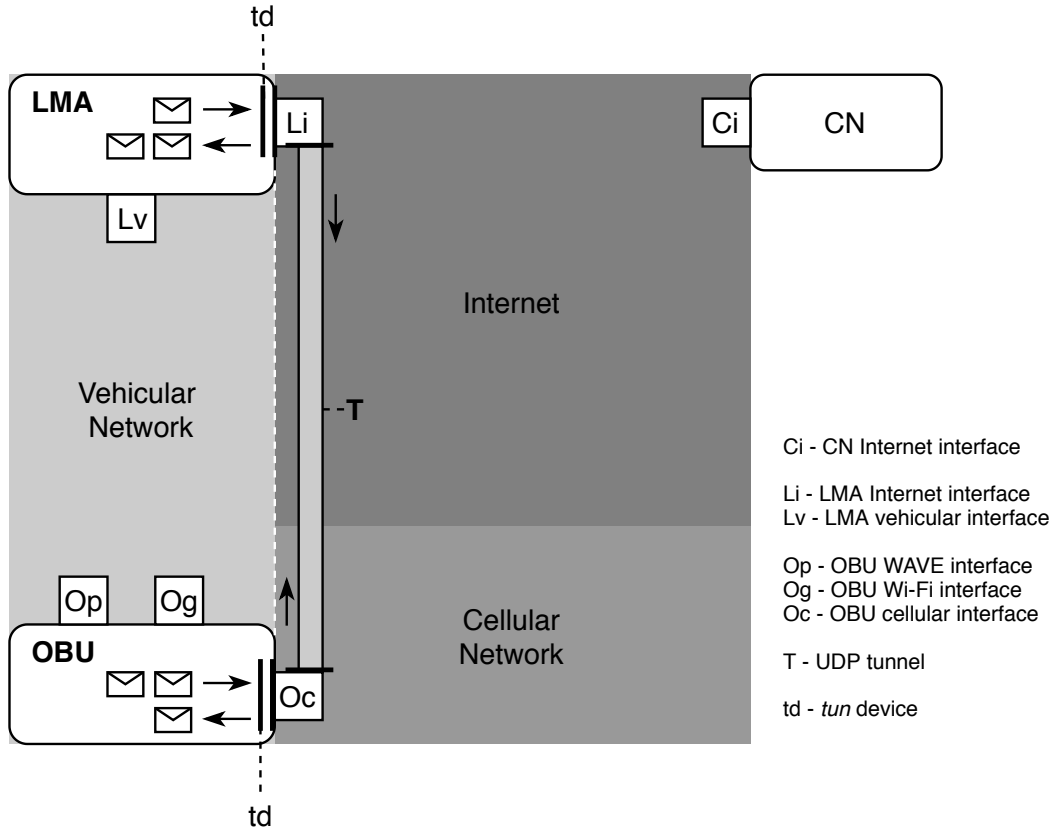 td
LMA
Li
Ci
CN
Lv
Internet
Vehicular
Network
T
Ci - CN Internet interface
Li - LMA Internet interface
Lv - LMA vehicular interface
Op - OBU WAVE interface
Og - OBU Wi-Fi interface
Oc - OBU cellular interface
T - UDP tunnel
td - tun device
Op
Og
Cellular
Network
OBU
Oc
td